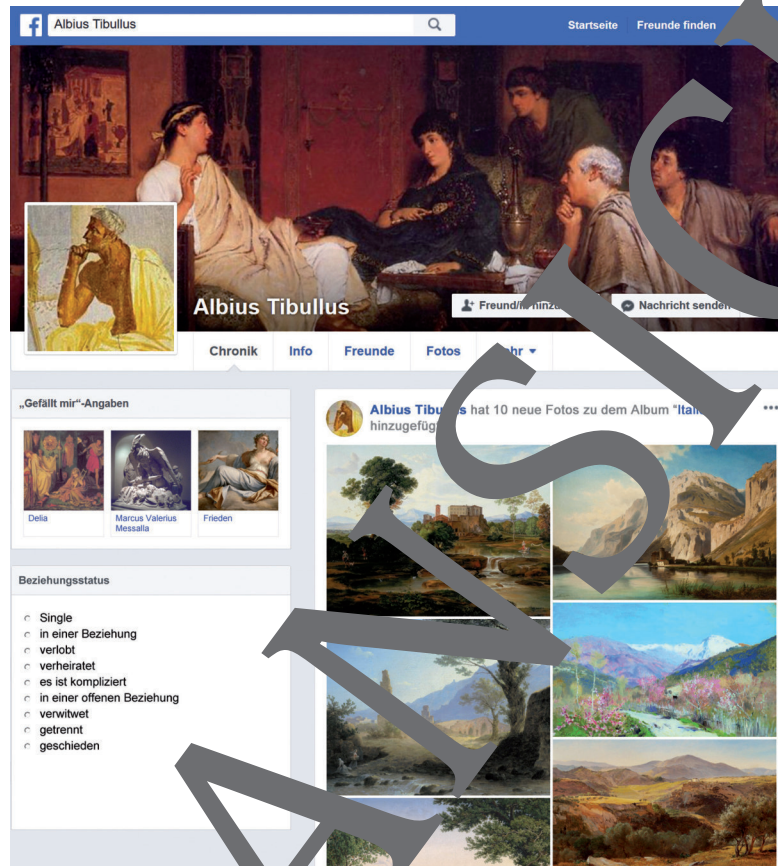 f Albius Tibullus
Startseite Freunde finden
Albius Tibullus
Nachricht senden
Chronik Info Freunde Fotos
„Gefällt mir“-Angaben
Delia
Marcus Valerius
Messalla
Frieden
Albius hat 10 neue Fotos zu dem Album
Beziehungsstatus
Single
in einer Beziehung
verlobt
verheiratet
es ist kompliziert
in einer offenen Beziehung
verwitwet
getrennt
geschieden